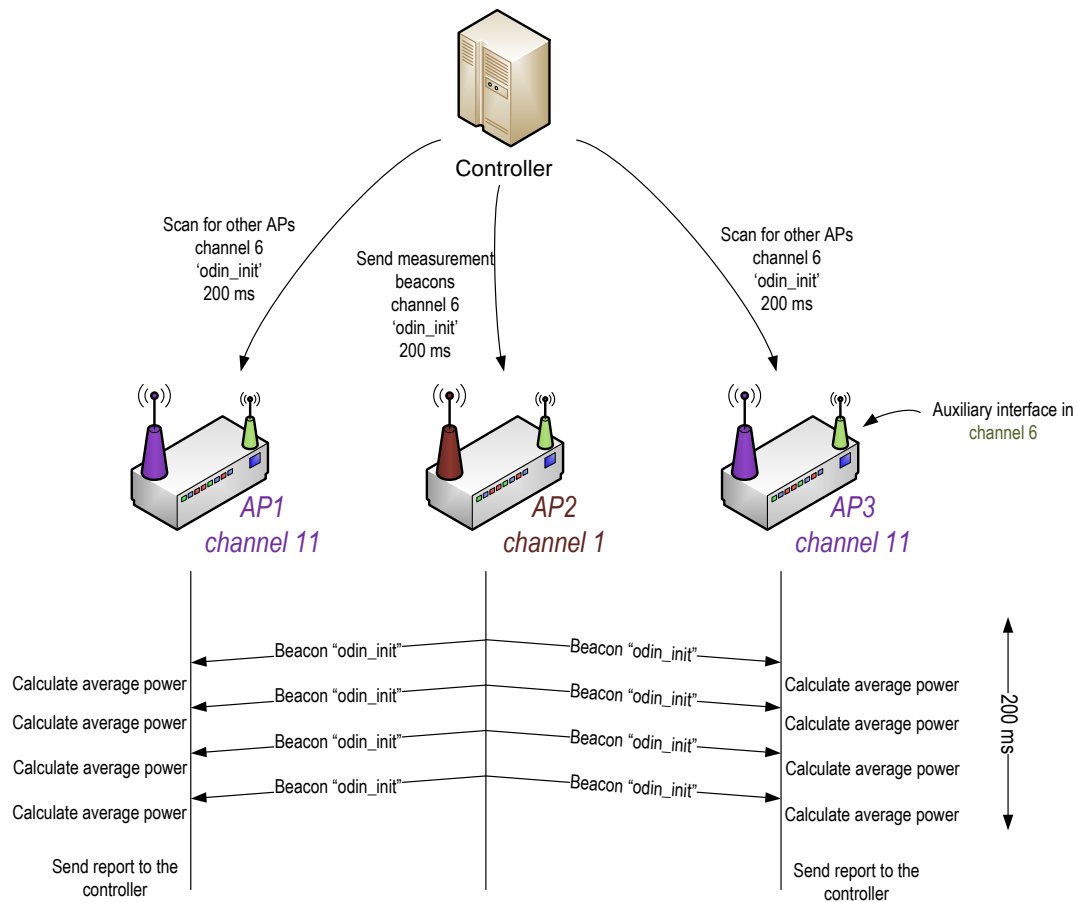 Controller
Scan for other APs
channel 6
‘odin_init’
200 ms
Send measurement
beacons
channel 6
‘odin_init’
200 ms
Scan for other APs
channel 6
‘odin_init’
200 ms
Auxiliary interface in
channel 6
AP1
channel 11
AP2
channel 1
AP3
channel 11
Beacon “odin_init”
Beacon “odin_init”
Calculate average power
Beacon “odin_init”
Beacon “odin_init”
Calculate average power
Calculate average power
Beacon “odin_init”
Beacon “odin_init”
Calculate average power
Calculate average power
Beacon “odin_init”
Beacon “odin_init”
Calculate average power
Calculate average power
Calculate average power
200 ms
Send report to the
controller
Send report to the
controller